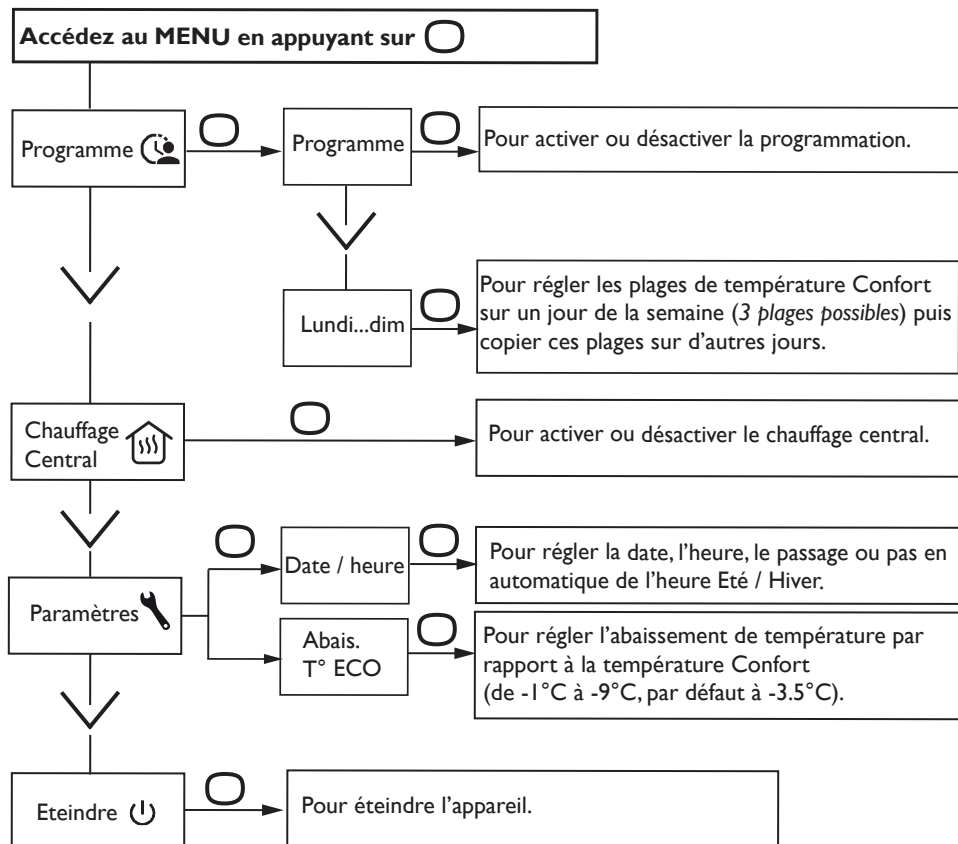 Accédez au MENU en appuyant sur
Programme
Programme
Pour activer ou désactiver la programmation.
Lundi...dim
Pour régler les plages de température Confort
sur un jour de la semaine (3 plages possibles) puis
copier ces plages sur d'autres jours.
Chauffage
Central
Pour activer ou désactiver le chauffage central.
Paramètres
Date / heure
Pour régler la date, l’heure, le passage ou pas en
automatique de l’heure Eté / Hiver.
Abais.
T° ECO
Pour régler l’abaissement de température par
rapport à la température Confort
(de -1°C à -9°C, par défaut à -3.5°C).
Eteindre
Pour éteindre l’appareil.